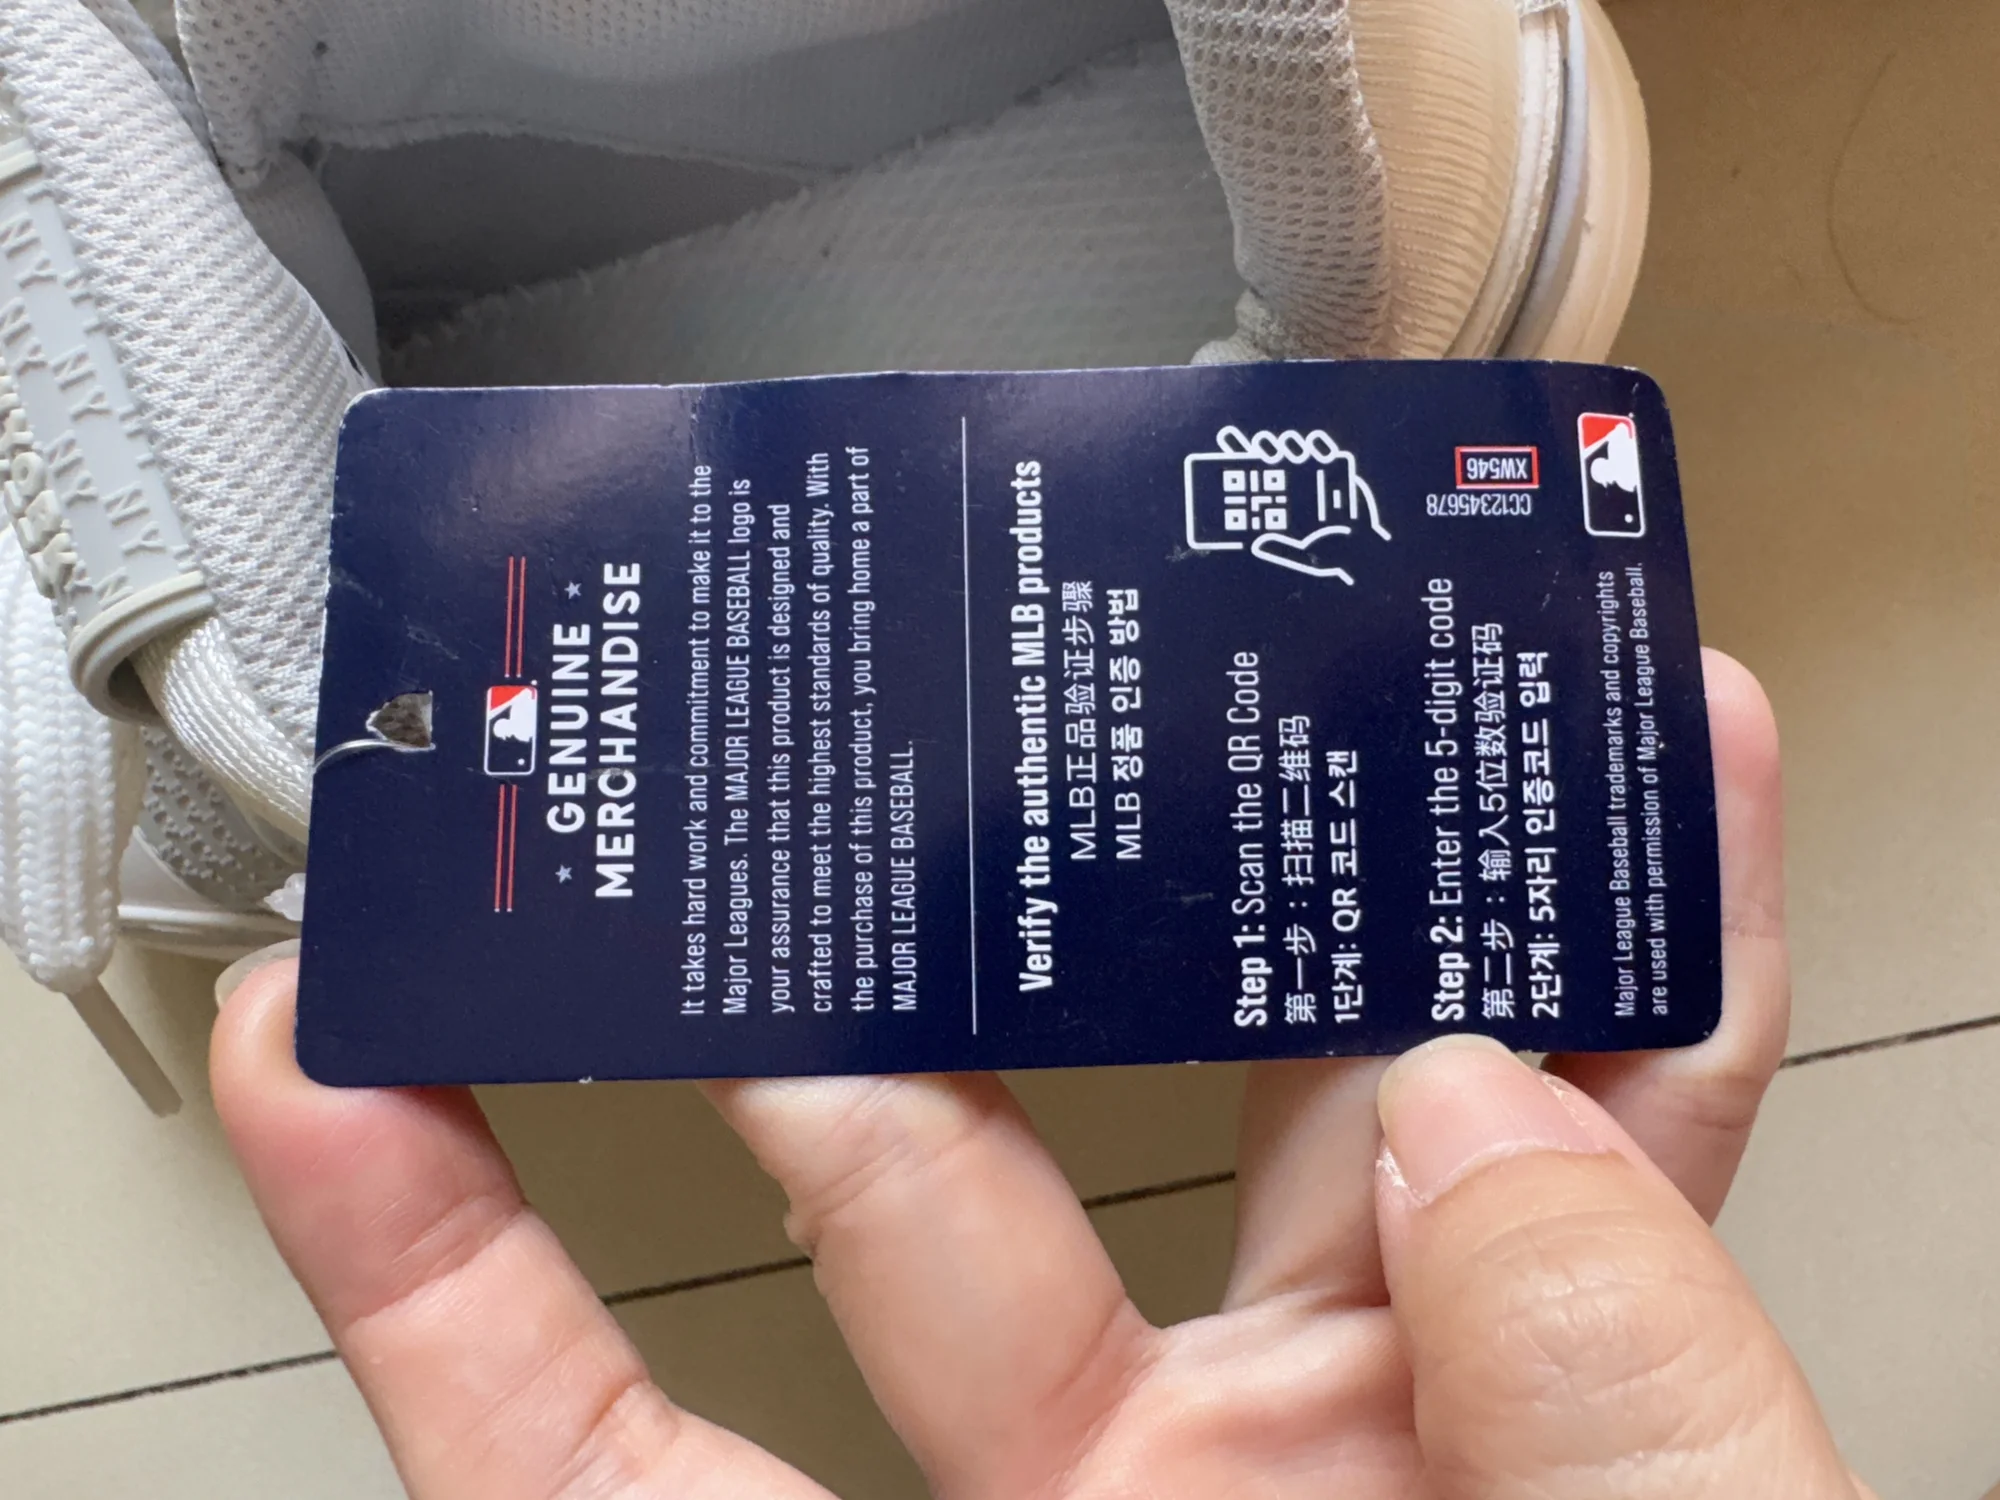 GENUINE
MERCHANDISE
It takes hard work and commitment to make it to the
Major Leagues. The MAJOR LEAGUE BASEBALL logo is
your assurance that this product is designed and
crafted to meet the highest standards of quality. With
the purchase of this product, you bring home a part of
MAJOR LEAGUE BASEBALL.
Verify the authentic MLB products
MLB正品验证步骤
MLB 정품 인증 방법
Step 1: Scan the QR Code
第一步：扫描二维码
1단계: QR 코드 스캔
Step 2: Enter the 5-digit code
第二步：输入5位数验证码
2단계: 5자리 인증코드 입력
CC12345678
XW546
Major League Baseball trademarks and copyrights
are used with permission of Major League Baseball.
NY
NY
NY
NY
NY
NY
NY